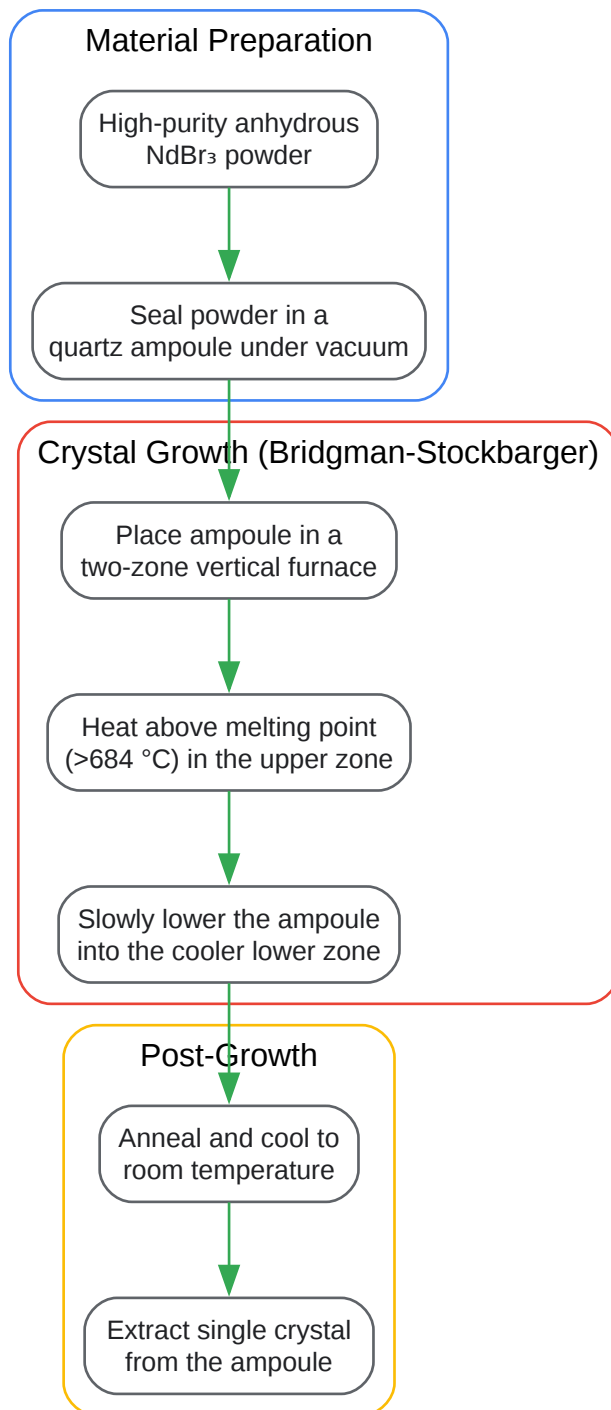 Material Preparation
High-purity anhydrous
NdBr₃ powder
Seal powder in a
quartz ampoule under vacuum
Crystal Growth (Bridgman-Stockbarger)
Place ampoule in a
two-zone vertical furnace
Heat above melting point
(>684 °C) in the upper zone
Slowly lower the ampoule
into the cooler lower zone
Post-Growth
Anneal and cool to
room temperature
Extract single crystal
from the ampoule